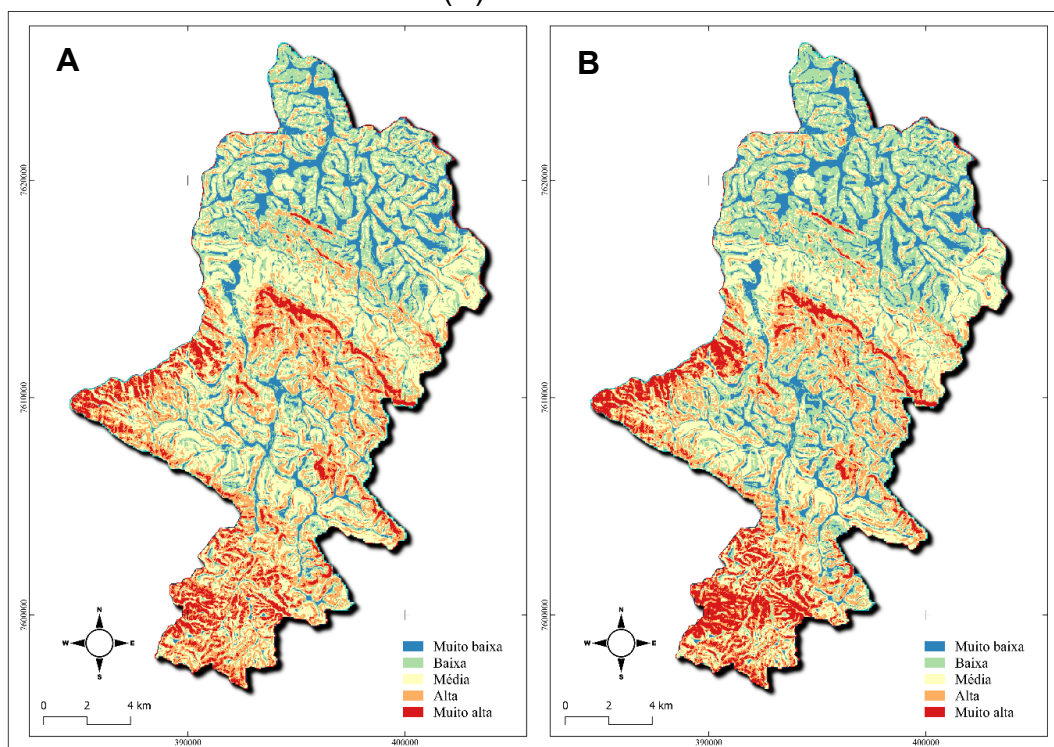 A
B
7620000
7610000
7600000
7620000
7610000
7600000
N
W E
S
N
W E
S
Muito baixa
Baixa
Média
Alta
Muito alta
Muito baixa
Baixa
Média
Alta
Muito alta
0 2 4 km
0 2 4 km
390000 400000
390000 400000